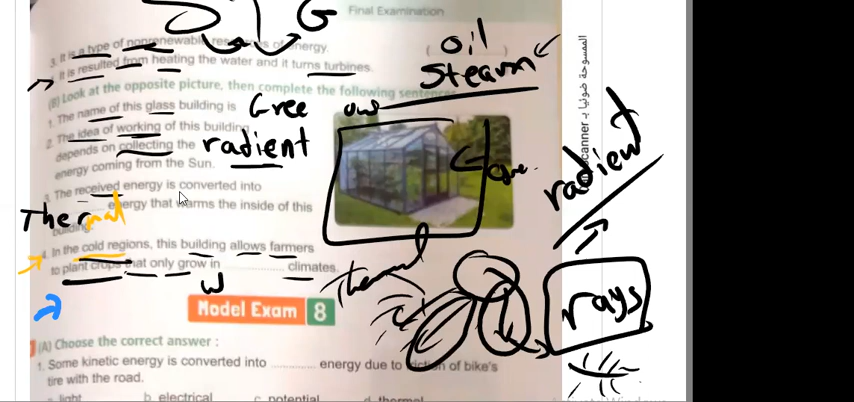 Final Examination
3. It is a type of nonrenewable resources of energy. ( oil )
It is resulted from heating the water and it turns turbines. Steam
(B) Look at the opposite picture, then complete the following sentences
1. The name of this glass building is Gree
2. The idea of working of this building
depends on collecting the radient
energy coming from the Sun.
3. The received energy is converted into
Thermal energy that warms the inside of this
building
4. In the cold regions, this building allows farmers
to plant crops that only grow in ............ climates.
w
Thermal
radient
rays
الممسوحة ضوئيا بـ
Scanner
Model Exam 8
(A) Choose the correct answer :
1. Some kinetic energy is converted into ............ energy due to friction of bike's
tire with the road.
a. light b. electrical c. potential d. thermal